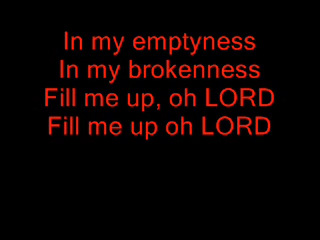 In my emptyness
In my brokenness
Fill me up, oh LORD
Fill me up oh LORD